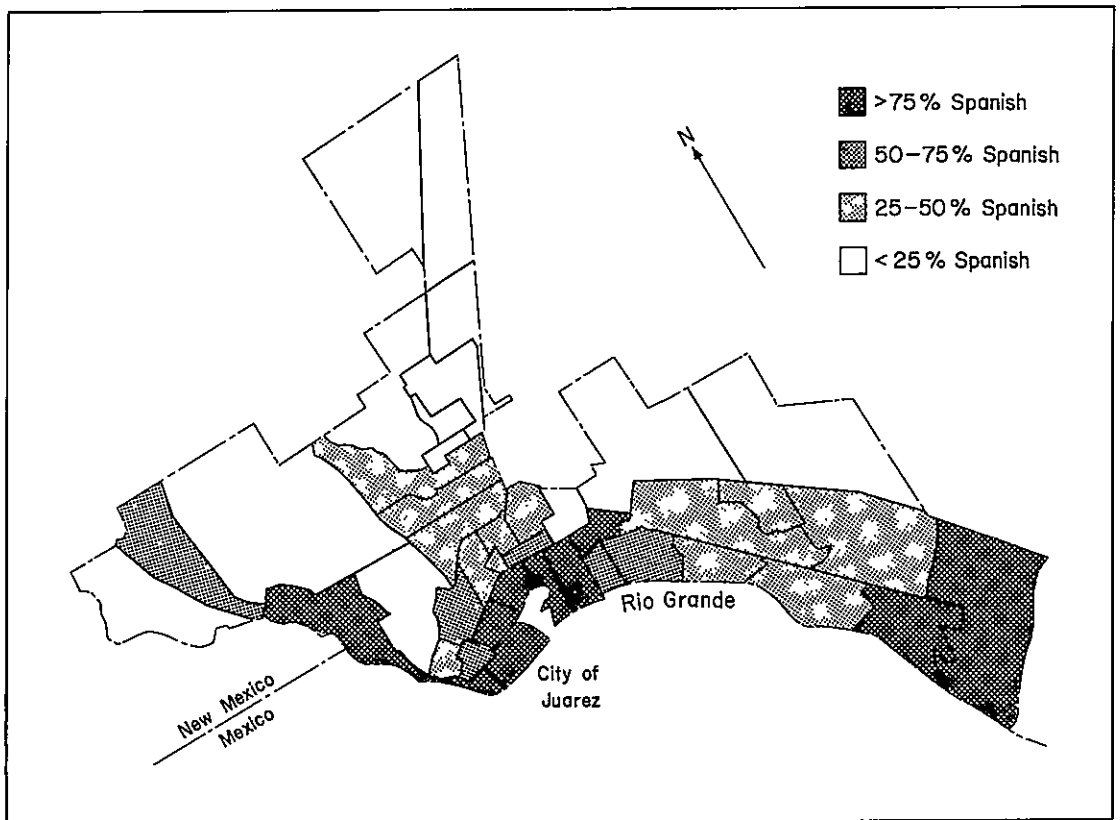 >75% Spanish
50-75% Spanish
25-50% Spanish
<25% Spanish
N
Rio Grande
City of
Juarez
New Mexico
Mexico